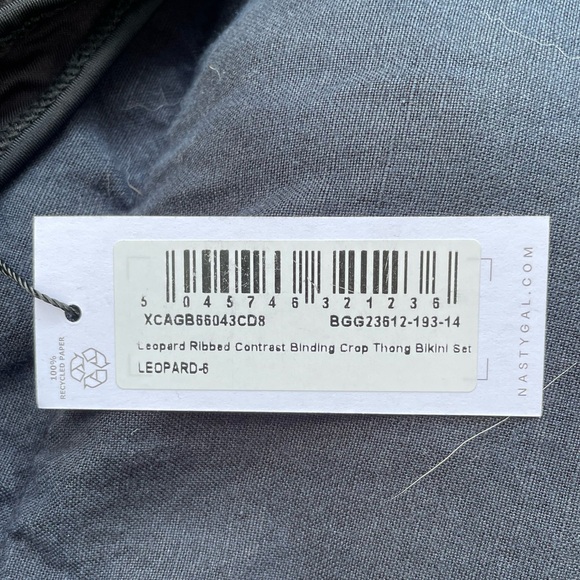 5 045746 321236
XCAGB66043CD8 BGG23612-193-14
Leopard Ribbed Contrast Binding Crop Thong Bikini Set
LEOPARD-6
100%
RECYCLED PAPER
NASTYGAL.COM